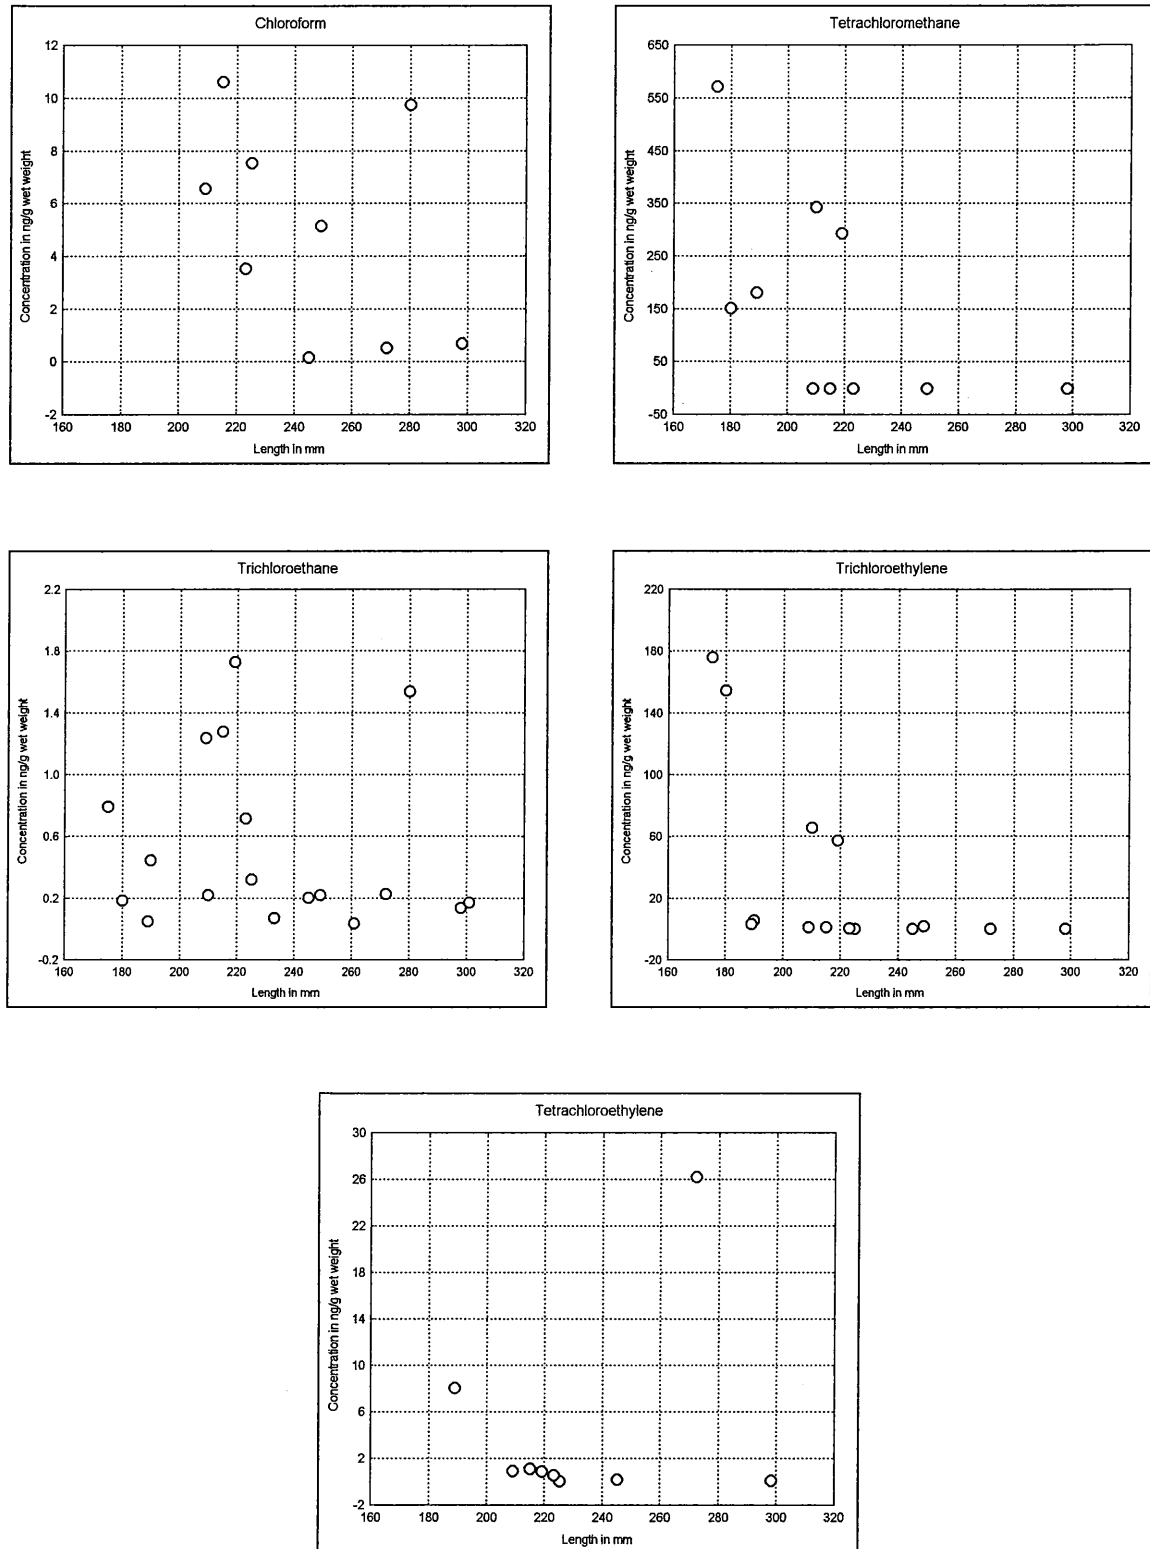 Chloroform
Concentration in ng/g wet weight
12
10
8
6
4
2
0
-2
160 180 200 220 240 260 280 300 320
Length in mm
Tetrachloromethane
Concentration in ng/g wet weight
650
550
450
350
250
150
50
-50
160 180 200 220 240 260 280 300 320
Length in mm
Trichloroethane
Concentration in ng/g wet weight
2.2
1.8
1.4
1.0
0.6
0.2
-0.2
160 180 200 220 240 260 280 300 320
Length in mm
Trichloroethylene
Concentration in ng/g wet weight
220
180
140
100
60
20
-20
160 180 200 220 240 260 280 300 320
Length in mm
Tetrachloroethylene
Concentration in ng/g wet weight
30
26
22
18
14
10
6
2
-2
160 180 200 220 240 260 280 300 320
Length in mm